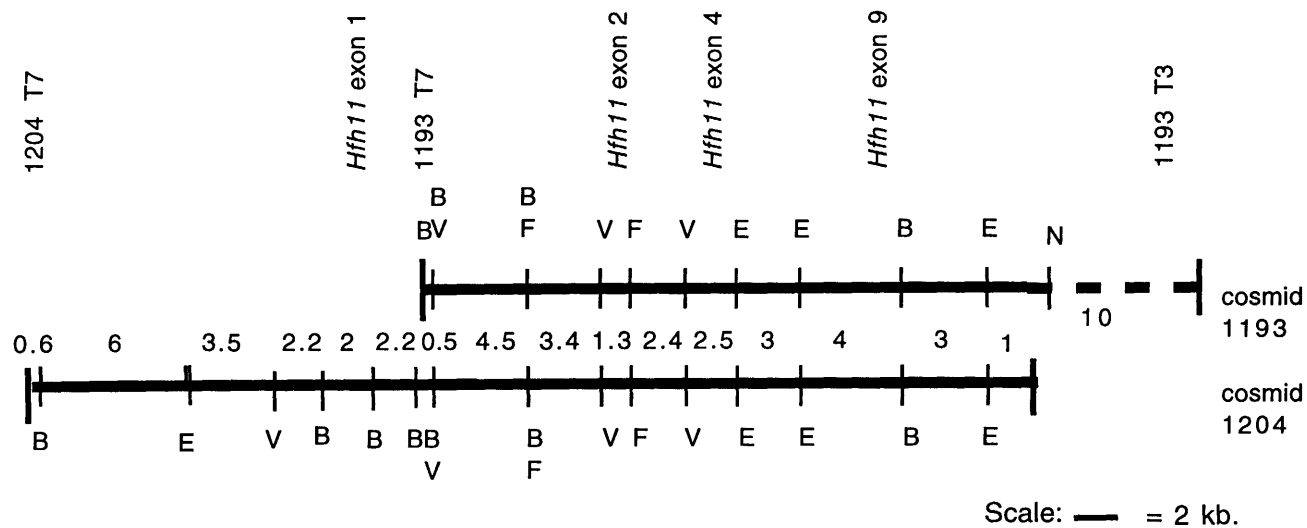 1204 T7
Hfh11 exon 1
1193 T7
Hfh11 exon 2
Hfh11 exon 4
Hfh11 exon 9
1193 T3
B B
B V F V F V E E B E N
cosmid
1193
10
0.6 6 3.5 2.2 2 2.2 0.5 4.5 3.4 1.3 2.4 2.5 3 4 3 1
cosmid
1204
B E V B B B B B V F V E E B E
V F
Scale: = 2 kb.